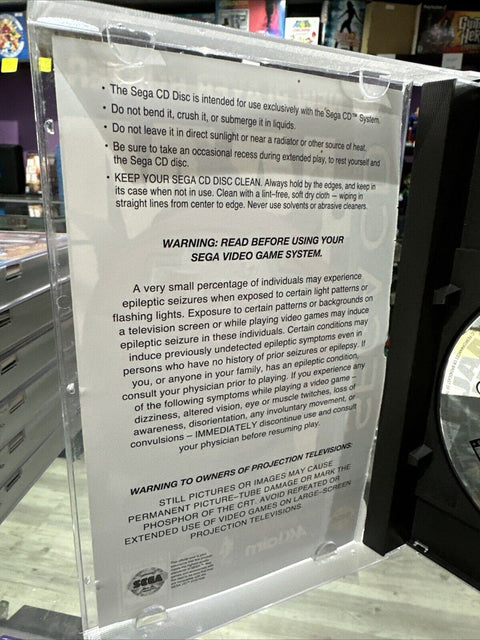 • The Sega CD Disc is intended for use exclusively with the Sega CD™ System.
• Do not bend it, crush it, or submerge it in liquids.
• Do not leave it in direct sunlight or near a radiator or other source of heat.
• Be sure to take an occasional recess during extended play, to rest yourself and
the Sega CD disc.
• KEEP YOUR SEGA CD DISC CLEAN. Always hold by the edges, and keep in
its case when not in use. Clean with a lint-free, soft dry cloth – wiping in
straight lines from center to edge. Never use solvents or abrasive cleaners.
WARNING: READ BEFORE USING YOUR
SEGA VIDEO GAME SYSTEM.
A very small percentage of individuals may experience
epileptic seizures when exposed to certain light patterns or
flashing lights. Exposure to certain patterns or backgrounds on
a television screen or while playing video games may induce
epileptic seizure in these individuals. Certain conditions may
induce previously undetected epileptic symptoms even in
persons who have no history of prior seizures or epilepsy. If
you, or anyone in your family, has an epileptic condition,
consult your physician prior to playing. If you experience any
of the following symptoms while playing a video game –
dizziness, altered vision, eye or muscle twitches, loss of
awareness, disorientation, any involuntary movement, or
convulsions – IMMEDIATELY discontinue use and consult
your physician before resuming play.
WARNING TO OWNERS OF PROJECTION TELEVISIONS:
STILL PICTURES OR IMAGES MAY CAUSE
PERMANENT PICTURE-TUBE DAMAGE OR MARK THE
PHOSPHOR OF THE CRT. AVOID REPEATED OR
EXTENDED USE OF VIDEO GAMES ON LARGE-SCREEN
PROJECTION TELEVISIONS.
SEGA